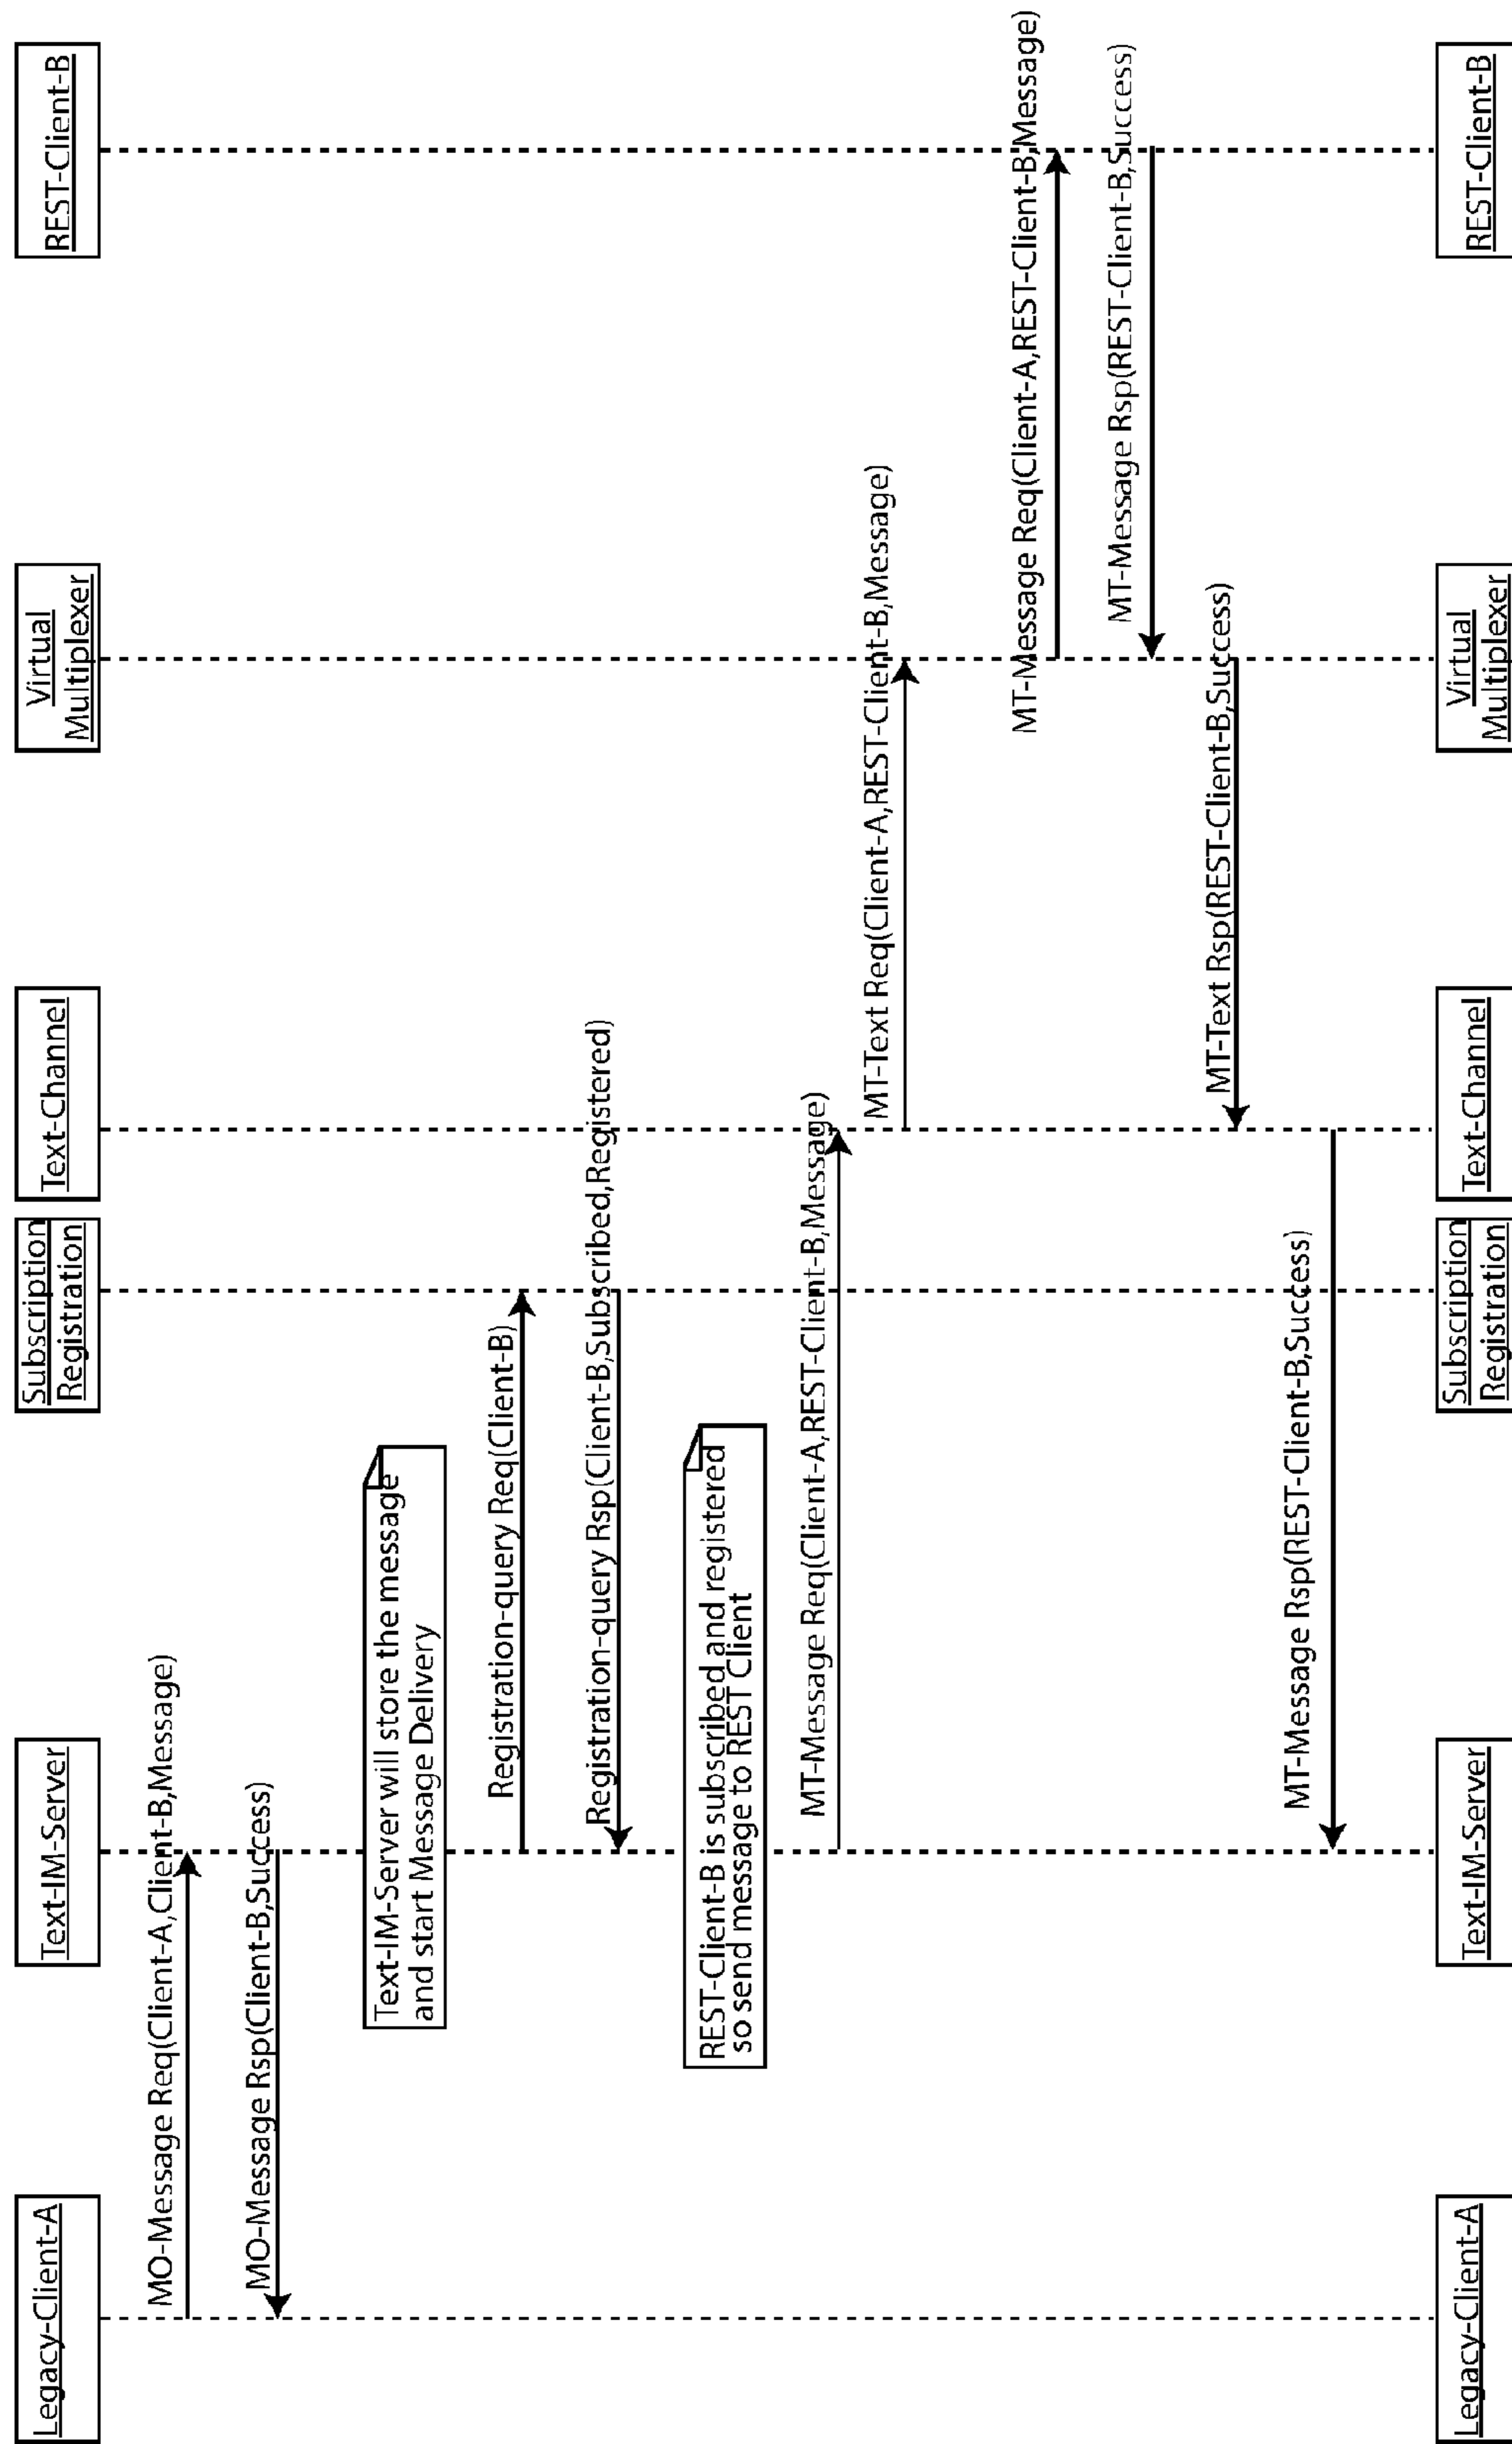 Legacy-Client-A
Text-IM-Server
Subscription
Registration
Text-Channel
Virtual
Multiplexer
REST-Client-B
MO-Message Req(Client-A,Client-B,Message)
MO-Message Rsp(Client-B,Success)
Text-IM-Server will store the message
and start Message Delivery
Registration-query Req(Client-B)
Registration-query Rsp(Client-B,Subscribed,Registered)
REST-Client-B is subscribed and registered
so send message to REST Client
MT-Message Req(Client-A,REST-Client-B,Message)
MT-Text Req(Client-A,REST-Client-B,Message)
MT-Message Req(Client-A,REST-Client-B,Message)
MT-Message Rsp(REST-Client-B,Success)
MT-Text Rsp(REST-Client-B,Success)
MT-Message Rsp(REST-Client-B,Success)
Legacy-Client-A
Text-IM-Server
Subscription
Registration
Text-Channel
Virtual
Multiplexer
REST-Client-B